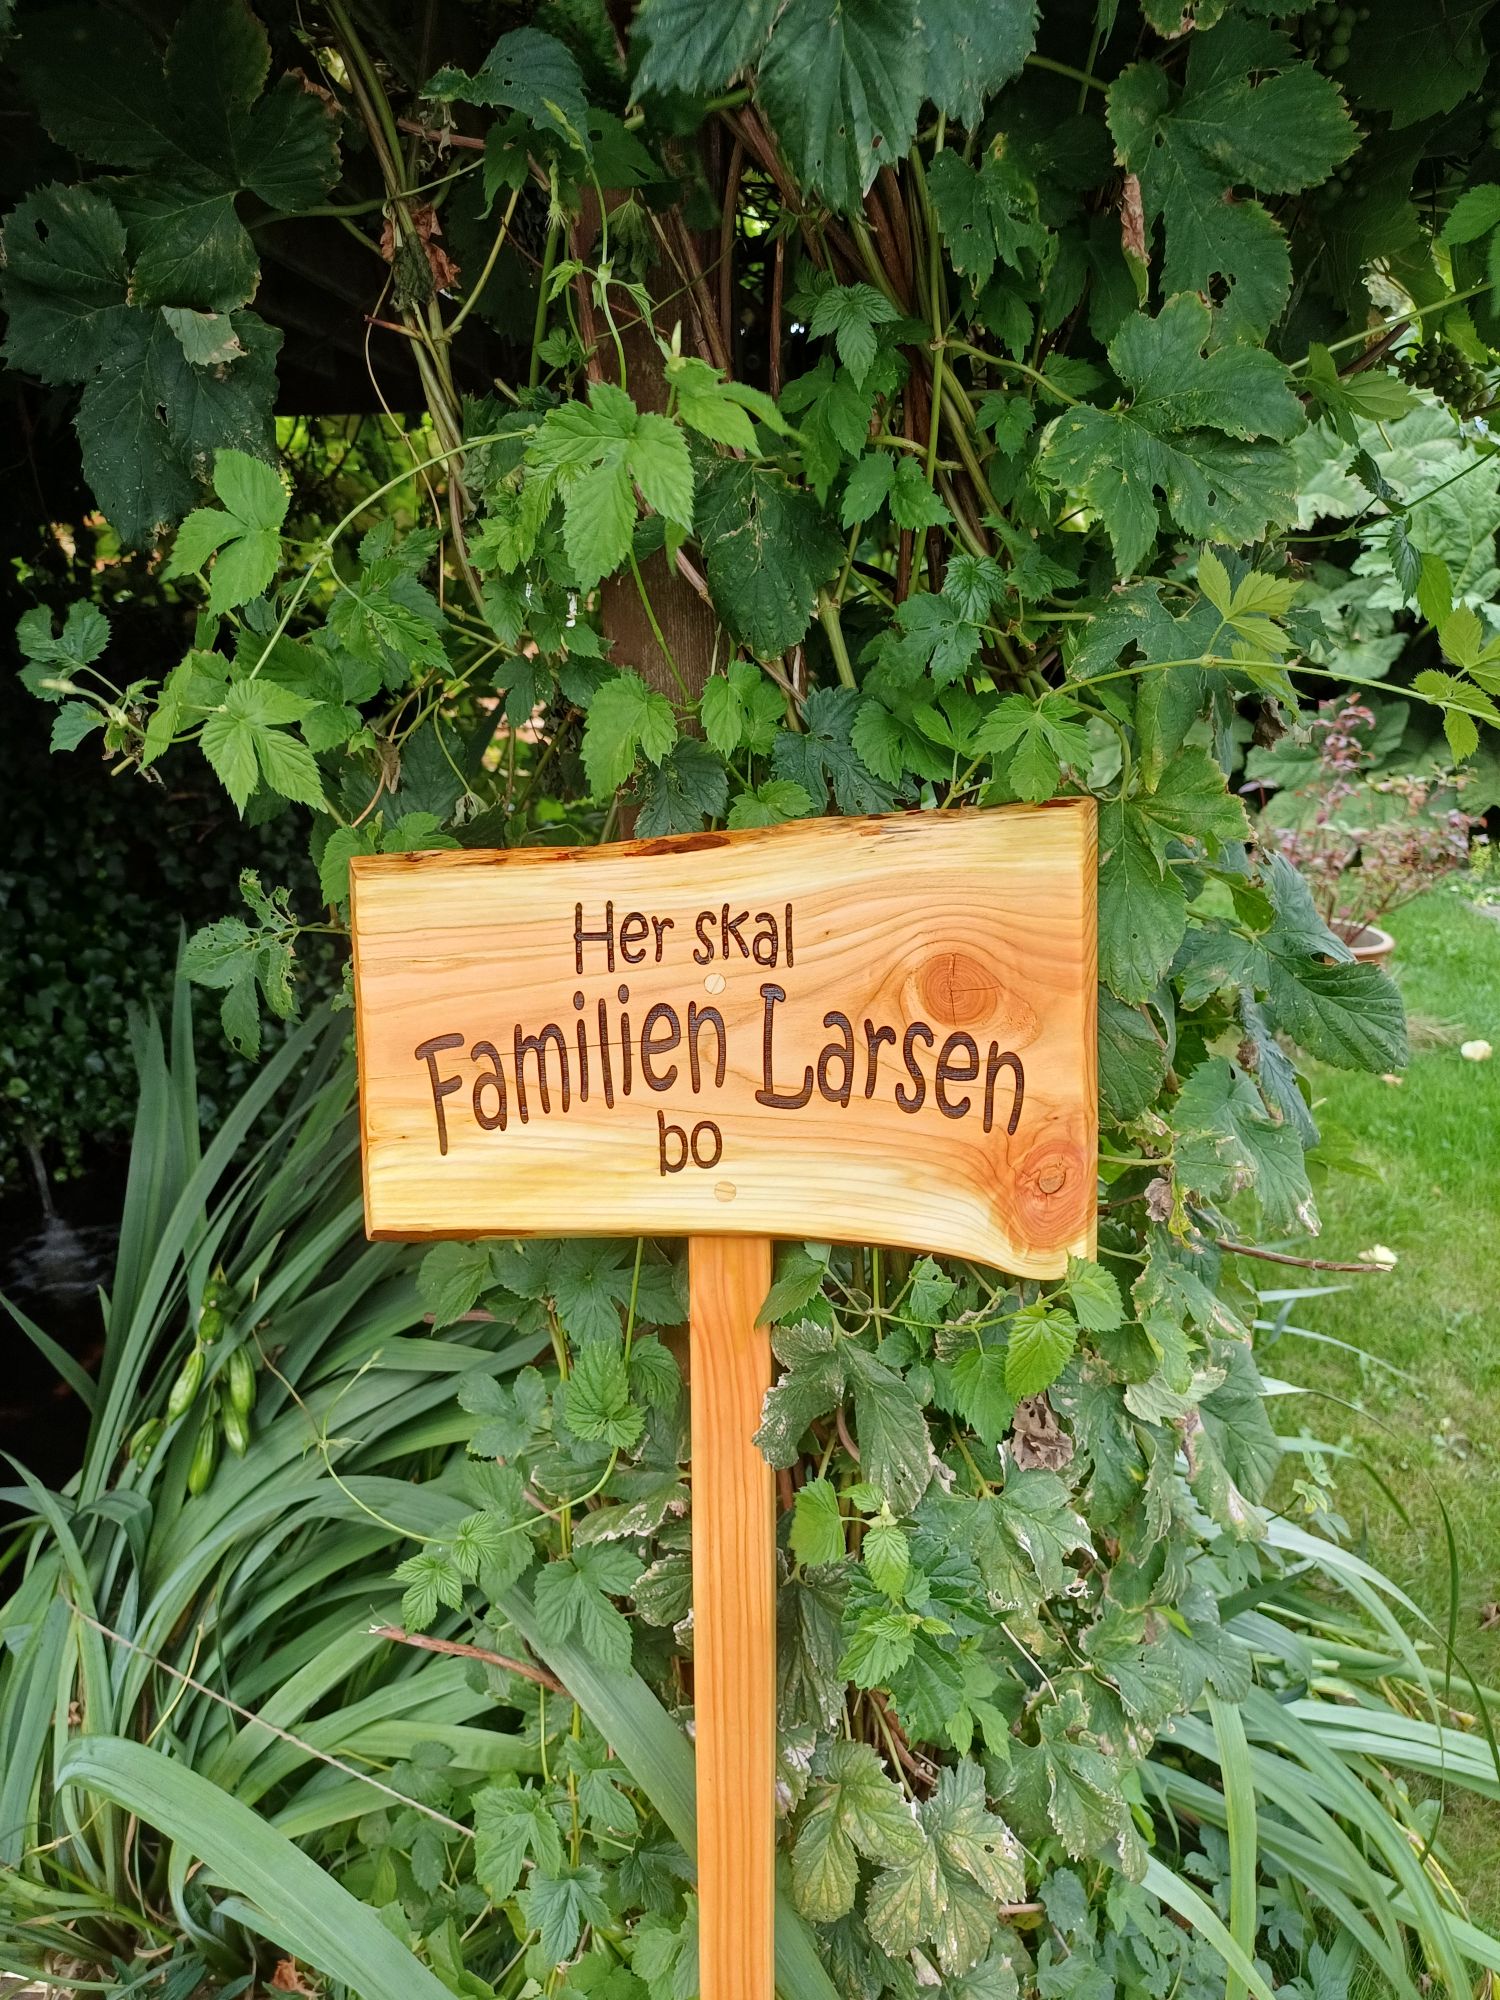 Her skal
Familien Larsen
bo